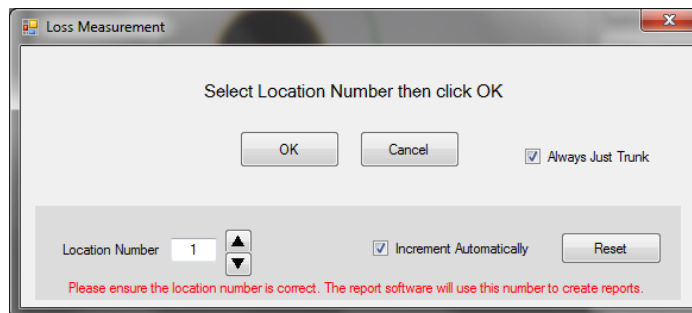 Loss Measurement
Select Location Number then click OK
OK Cancel
Always Just Trunk
Location Number 1 Increment Automatically Reset
Please ensure the location number is correct. The report software will use this number to create reports.